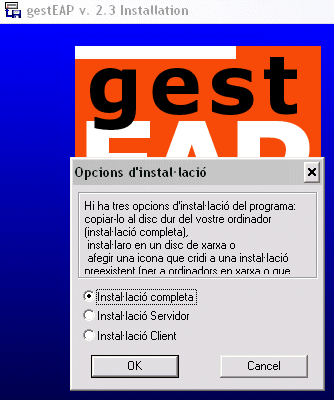 gestEAP v. 2.3 Installation
gest
EAP
Opcions d'instal·lació
Hi ha tres opcions d'instal·lació del programa:
copiar-lo al disc dur del vostre ordinador
(instal·lació completa),
instal·laro en un disc de xarxa o
afegir una icona que cridi a una instal·lació
preexistent (per a ordinadors en xarxa o que
Instal·lació completa
Instal·lació Servidor
Instal·lació Client
OK
Cancel